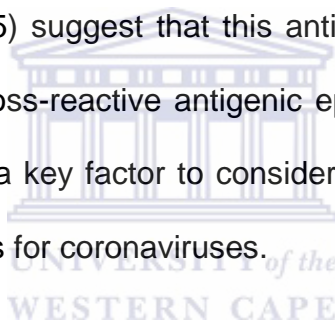 5) suggest that this anti
oss-reactive antigenic e
a key factor to consider
s for coronaviruses.
UNIVERSITY of the
WESTERN CAPE